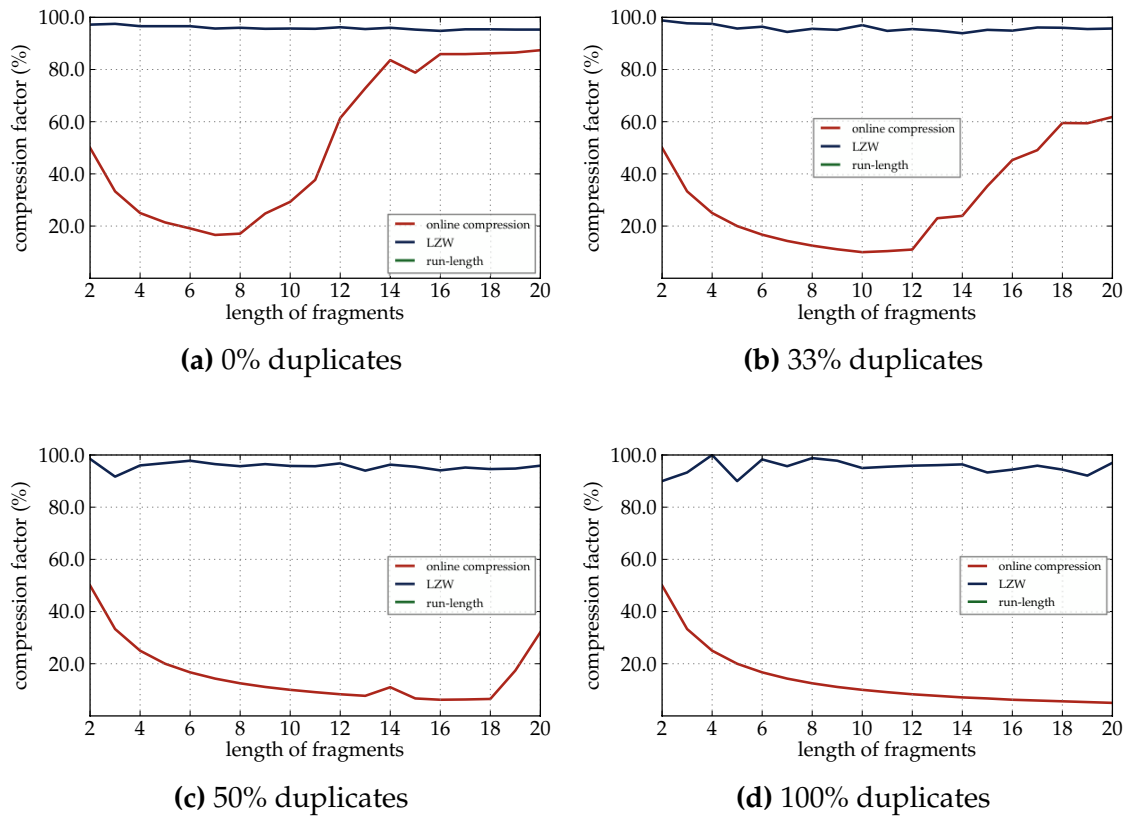 100.0
80.0
60.0
40.0
20.0
compression factor (%)
online compression
LZW
run-length
2 4 6 8 10 12 14 16 18 20
length of fragments
(a) 0% duplicates
100.0
80.0
60.0
40.0
20.0
compression factor (%)
online compression
LZW
run-length
2 4 6 8 10 12 14 16 18 20
length of fragments
(b) 33% duplicates
100.0
80.0
60.0
40.0
20.0
compression factor (%)
online compression
LZW
run-length
2 4 6 8 10 12 14 16 18 20
length of fragments
(c) 50% duplicates
100.0
80.0
60.0
40.0
20.0
compression factor (%)
online compression
LZW
run-length
2 4 6 8 10 12 14 16 18 20
length of fragments
(d) 100% duplicates